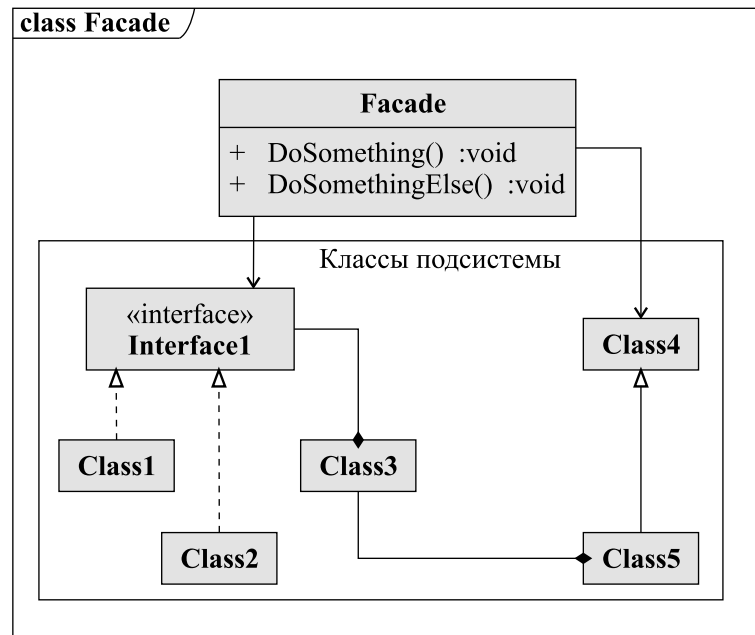 class Facade
Facade
+ DoSomething() :void
+ DoSomethingElse() :void
Классы подсистемы
«interface»
Interface1
Class4
Class1
Class3
Class2
Class5